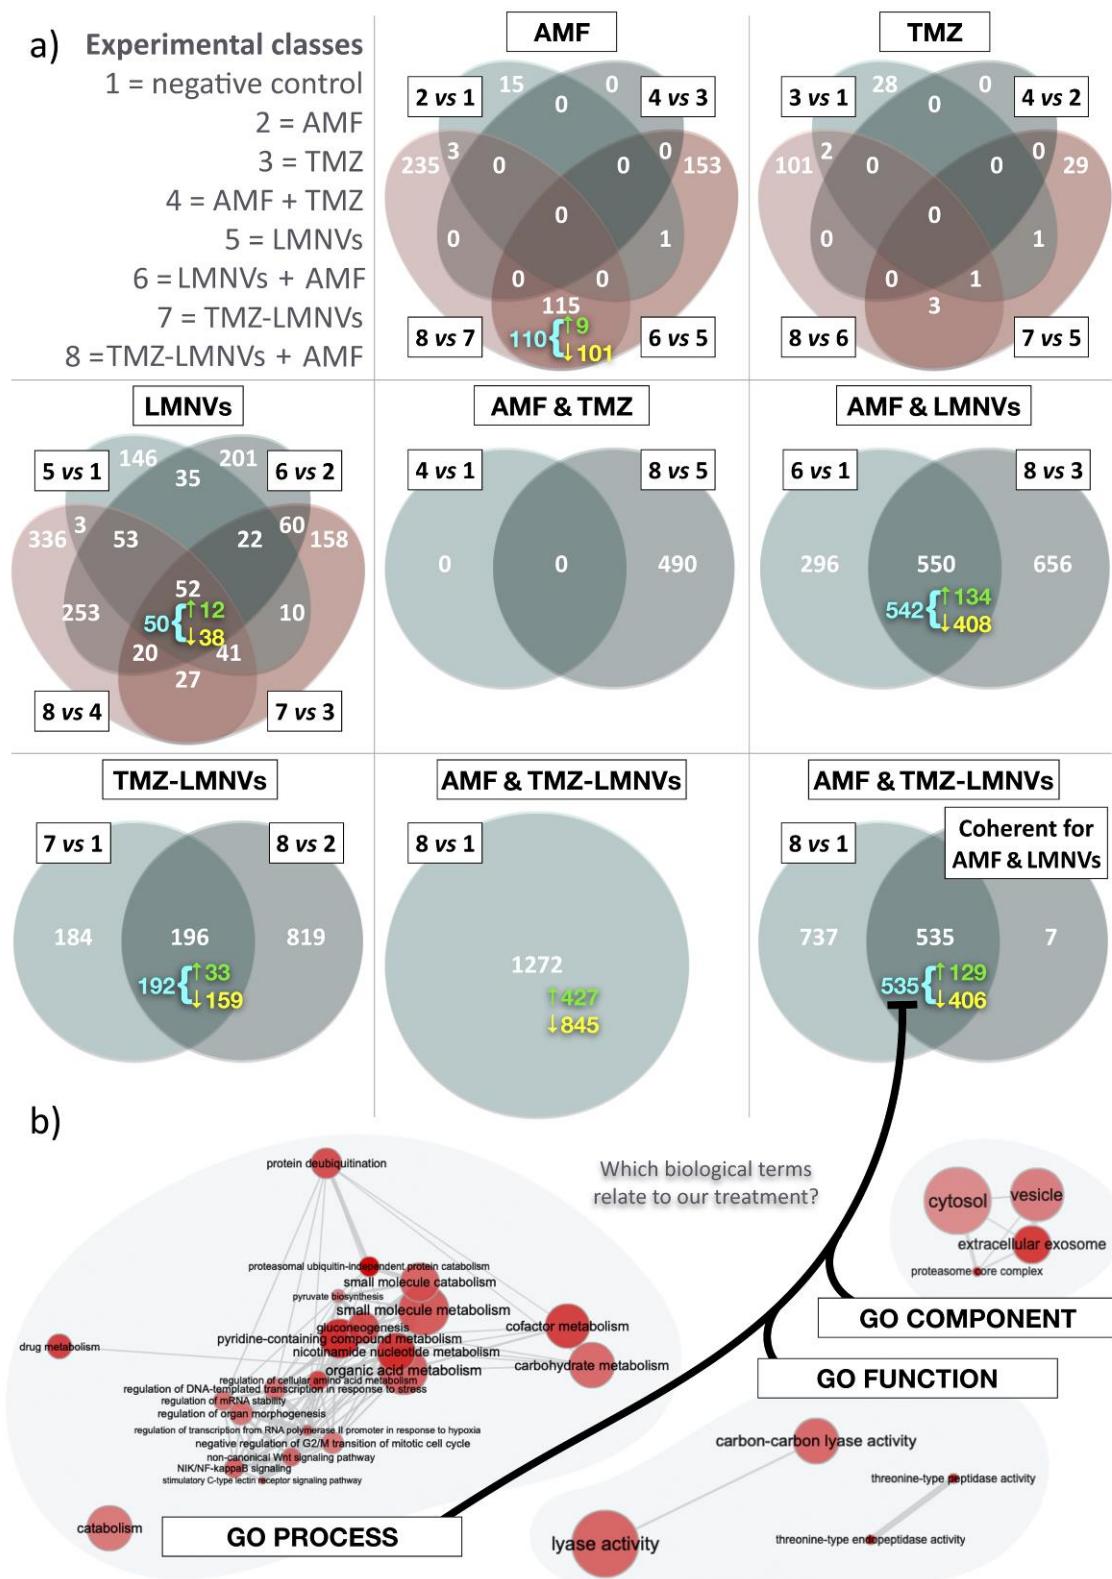 a) Experimental classes
1 = negative control
2 = AMF
3 = TMZ
4 = AMF + TMZ
5 = LMNVs
6 = LMNVs + AMF
7 = TMZ-LMNVs
8 =TMZ-LMNVs + AMF
AMF
2 vs 1
15
0
4 vs 3
0
235
3
0
0
0
153
0
0
1
0
0
115
8 vs 7
110 { ↑9
↓101
6 vs 5
TMZ
3 vs 1
28
0
4 vs 2
0
101
2
0
0
0
29
0
0
1
0
1
3
8 vs 6
7 vs 5
LMNVs
5 vs 1
146
201
6 vs 2
35
336
3
53
22
60
158
52
253
50 { ↑12
↓38
10
20
41
27
8 vs 4
7 vs 3
AMF & TMZ
4 vs 1
8 vs 5
0
0
490
AMF & LMNVs
6 vs 1
8 vs 3
296
550
656
542 { ↑134
↓408
TMZ-LMNVs
7 vs 1
8 vs 2
184
196
819
192 { ↑33
↓159
AMF & TMZ-LMNVs
8 vs 1
1272
↑427
↓845
AMF & TMZ-LMNVs
8 vs 1
Coherent for
AMF & LMNVs
737
535
7
535 { ↑129
↓406
b)
Which biological terms
relate to our treatment?
protein deubiquitination
proteasomal ubiquitin-independent protein catabolism
small molecule catabolism
pyruvate biosynthesis
small molecule metabolism
gluconeogenesis
pyridine-containing compound metabolism
nicotinamide nucleotide metabolism
organic acid metabolism
cofactor metabolism
carbohydrate metabolism
drug metabolism
regulation of cellular amino acid metabolism
regulation of DNA-templated transcription in response to stress
regulation of mRNA stability
regulation of organ morphogenesis
regulation of transcription from RNA polymerase II promoter in response to hypoxia
negative regulation of G2/M transition of mitotic cell cycle
non-canonical Wnt signaling pathway
NIK/NF-kappaB signaling
stimulatory C-type lectin receptor signaling pathway
catabolism
GO PROCESS
cytosol
vesicle
extracellular exosome
proteasome core complex
GO COMPONENT
GO FUNCTION
carbon-carbon lyase activity
threonine-type peptidase activity
threonine-type endopeptidase activity
lyase activity